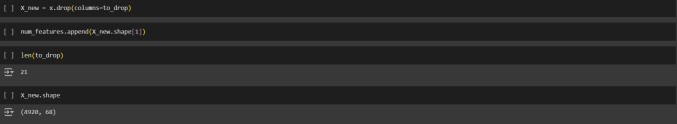 [ ] X_new = x.drop(columns=to_drop)
[ ] num_features.append(X_new.shape[1])
[ ] len(to_drop)
21
[ ] X_new.shape
(4920, 68)